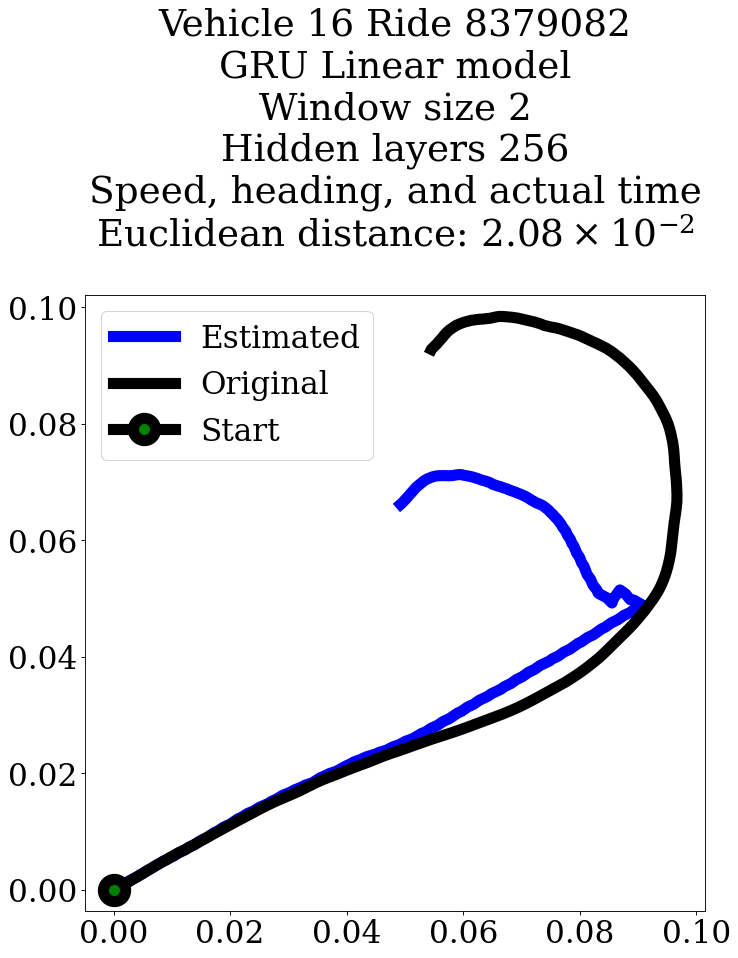 Vehicle 16 Ride 8379082
GRU Linear model
Window size 2
Hidden layers 256
Speed, heading, and actual time
Euclidean distance: 2.08 × 10⁻²
0.10
0.08
0.06
0.04
0.02
0.00
Estimated
Original
Start
0.00 0.02 0.04 0.06 0.08 0.10